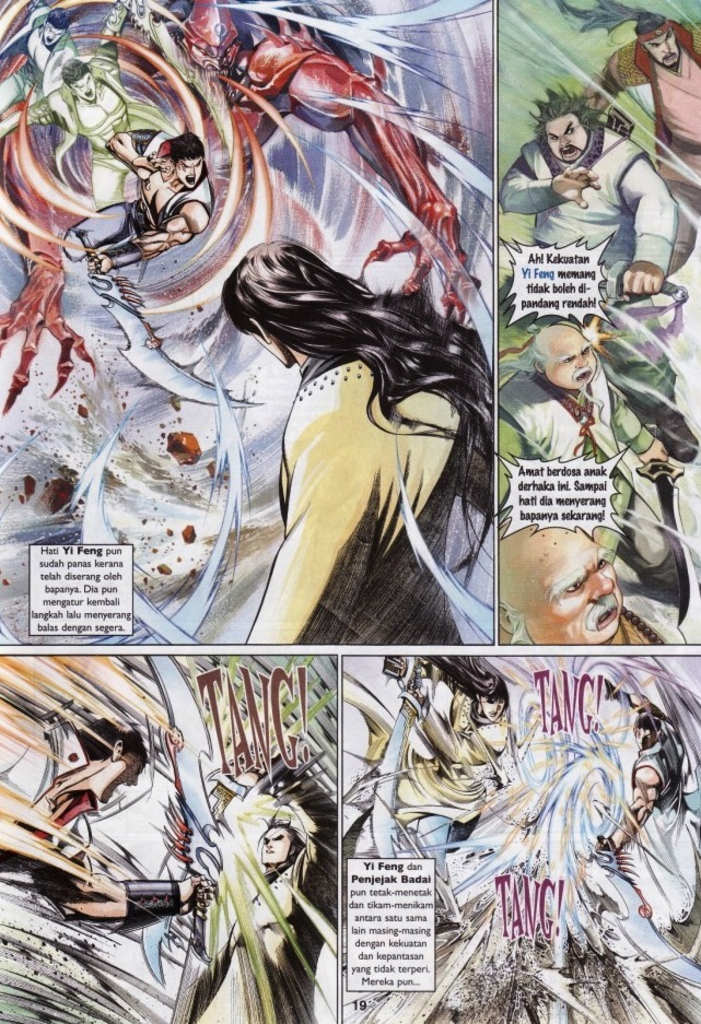 Hati Yi Feng pun
sudah panas kerana
telah diserang oleh
bapanya. Dia pun
mengatur kembali
langkah lalu menyerang
balas dengan segera.
Ah! Kekuatan
Yi Feng memang
tidak boleh di-
pandang rendah!
Amat berdosa anak
derhaka ini. Sampai
hati dia menyerang
bapanya sekarang!
TANG!
TANG!
TANG!
Yi Feng dan
Penjejak Badai
pun tetak-menetak
dan tikam-menikam
antara satu sama
lain masing-masing
dengan kekuatan
dan kepantasan
yang tidak terperi.
Mereka pun...
19